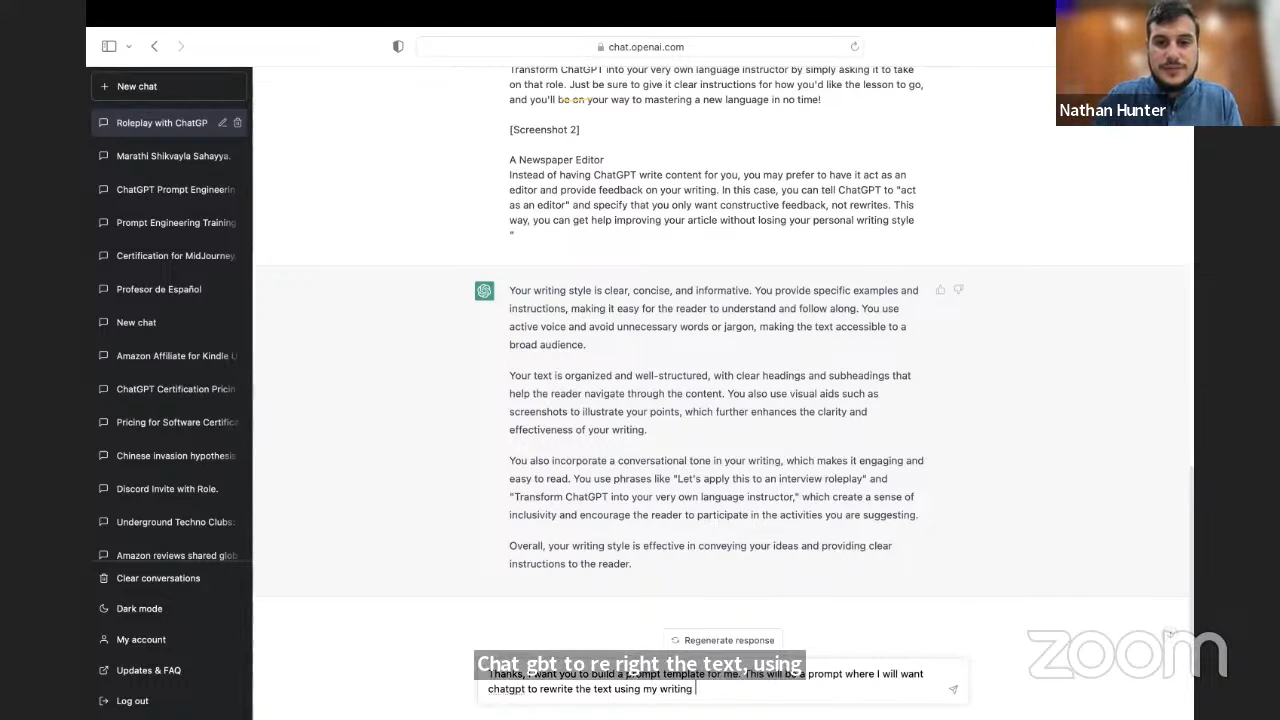 chat.openai.com
Nathan Hunter
New chat
Roleplay with ChatGP
Marathi Shikvayla Sahayya.
ChatGPT Prompt Engineerin
Prompt Engineering Training
Certification for MidJourney.
Profesor de Español
New chat
Amazon Affiliate for Kindle U
ChatGPT Certification Pricin
Pricing for Software Certifica
Chinese invasion hypothesis
Discord Invite with Role.
Underground Techno Clubs:
Amazon reviews shared glob
Clear conversations
Dark mode
My account
Updates & FAQ
Log out
Transform ChatGPT into your very own language instructor by simply asking it to take
on that role. Just be sure to give it clear instructions for how you'd like the lesson to go,
and you'll be on your way to mastering a new language in no time!
[Screenshot 2]
A Newspaper Editor
Instead of having ChatGPT write content for you, you may prefer to have it act as an
editor and provide feedback on your writing. In this case, you can tell ChatGPT to "act
as an editor" and specify that you only want constructive feedback, not rewrites. This
way, you can get help improving your article without losing your personal writing style
"
Your writing style is clear, concise, and informative. You provide specific examples and
instructions, making it easy for the reader to understand and follow along. You use
active voice and avoid unnecessary words or jargon, making the text accessible to a
broad audience.
Your text is organized and well-structured, with clear headings and subheadings that
help the reader navigate through the content. You also use visual aids such as
screenshots to illustrate your points, which further enhances the clarity and
effectiveness of your writing.
You also incorporate a conversational tone in your writing, which makes it engaging and
easy to read. You use phrases like "Let's apply this to an interview roleplay" and
"Transform ChatGPT into your very own language instructor," which create a sense of
inclusivity and encourage the reader to participate in the activities you are suggesting.
Overall, your writing style is effective in conveying your ideas and providing clear
instructions to the reader.
Regenerate response
Chat gbt to re right the text, using
Thanks, I want you to build a prompt template for me. This will be a prompt where I will want
chatgpt to rewrite the text using my writing
zoom